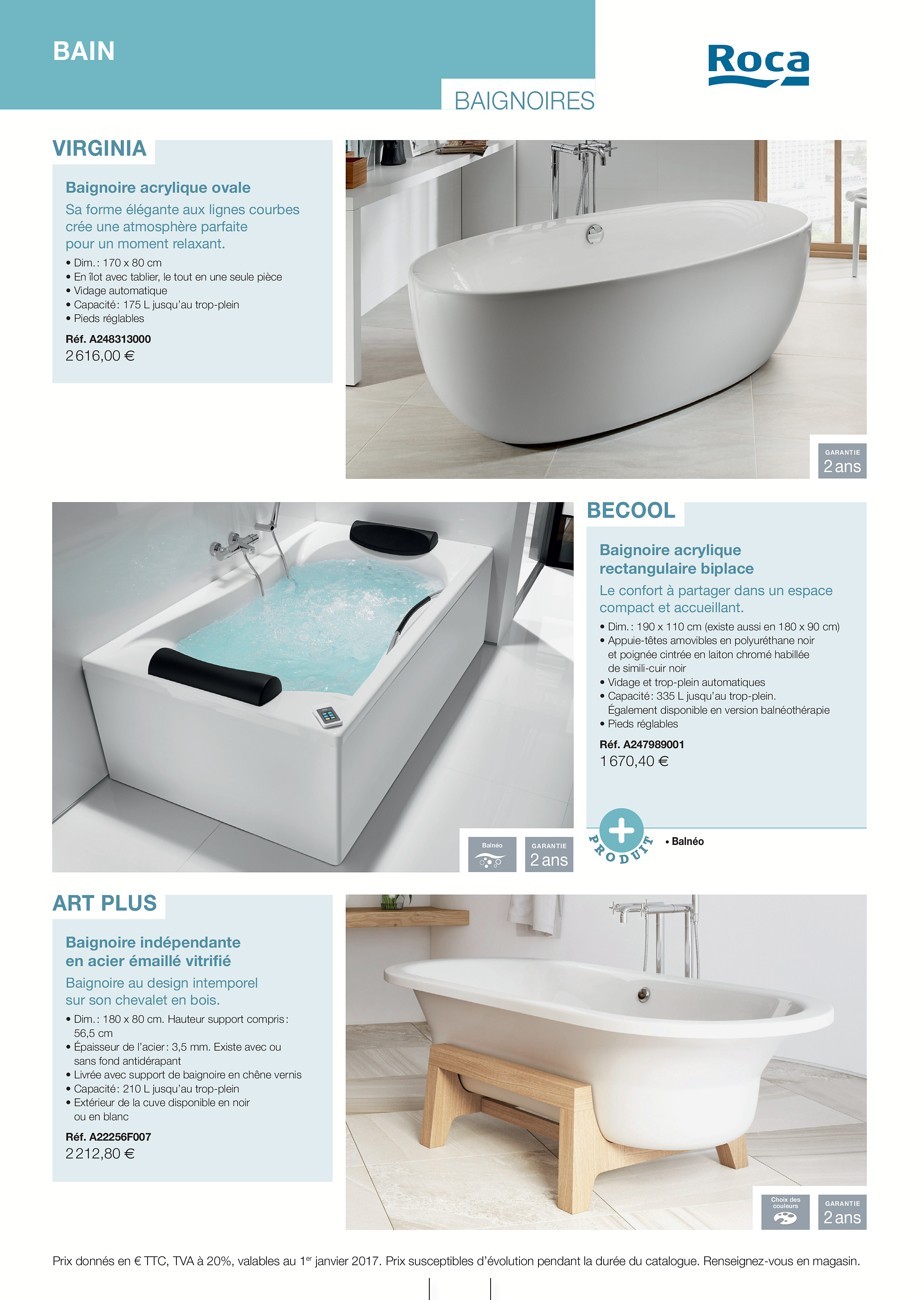 BAIN
Roca
BAIGNOIRES
VIRGINIA
Baignoire acrylique ovale
Sa forme élégante aux lignes courbes
crée une atmosphère parfaite
pour un moment relaxant.
• Dim. : 170 x 80 cm
• En îlot avec tablier, le tout en une seule pièce
• Vidage automatique
• Capacité : 175 L jusqu'au trop-plein
• Pieds réglables
Réf. A248313000
2 616,00 €
GARANTIE
2 ans
BECOOL
Baignoire acrylique
rectangulaire biplace
Le confort à partager dans un espace
compact et accueillant.
• Dim. : 190 x 110 cm (existe aussi en 180 x 90 cm)
• Appuie-têtes amovibles en polyuréthane noir
et poignée cintrée en laiton chromé habillée
de simili-cuir noir
• Vidage et trop-plein automatiques
• Capacité : 335 L jusqu'au trop-plein.
Également disponible en version balnéothérapie
• Pieds réglables
Réf. A247989001
1 670,40 €
PRODUIT
• Balnéo
Balnéo
GARANTIE
2 ans
ART PLUS
Baignoire indépendante
en acier émaillé vitrifié
Baignoire au design intemporel
sur son chevalet en bois.
• Dim. : 180 x 80 cm. Hauteur support compris :
56,5 cm
• Épaisseur de l'acier : 3,5 mm. Existe avec ou
sans fond antidérapant
• Livrée avec support de baignoire en chêne vernis
• Capacité : 210 L jusqu'au trop-plein
• Extérieur de la cuve disponible en noir
ou en blanc
Réf. A22256F007
2 212,80 €
Choix des
couleurs
GARANTIE
2 ans
Prix donnés en € TTC, TVA à 20%, valables au 1er janvier 2017. Prix susceptibles d'évolution pendant la durée du catalogue. Renseignez-vous en magasin.